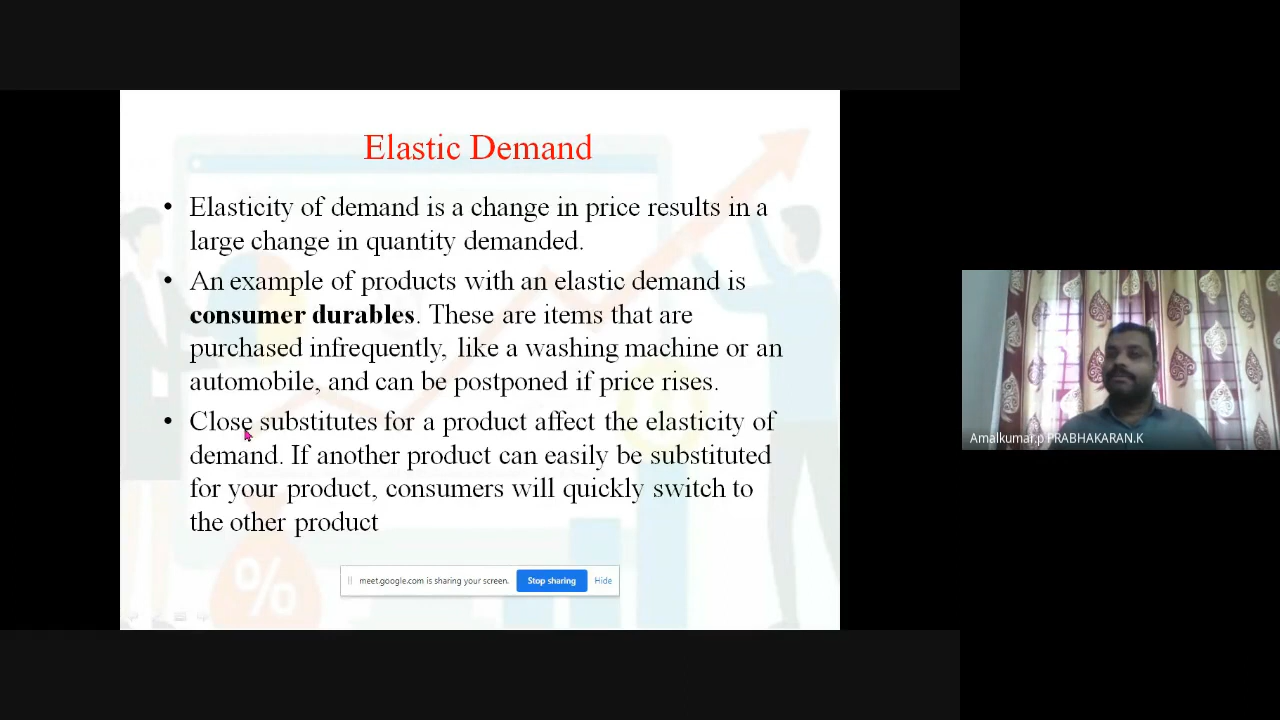 Elastic Demand
• Elasticity of demand is a change in price results in a
large change in quantity demanded.
• An example of products with an elastic demand is
consumer durables. These are items that are
purchased infrequently, like a washing machine or an
automobile, and can be postponed if price rises.
• Close substitutes for a product affect the elasticity of
demand. If another product can easily be substituted
for your product, consumers will quickly switch to
the other product
%
meet.google.com is sharing your screen. Stop sharing Hide
Amalkumar.p PRABHAKARAN.K